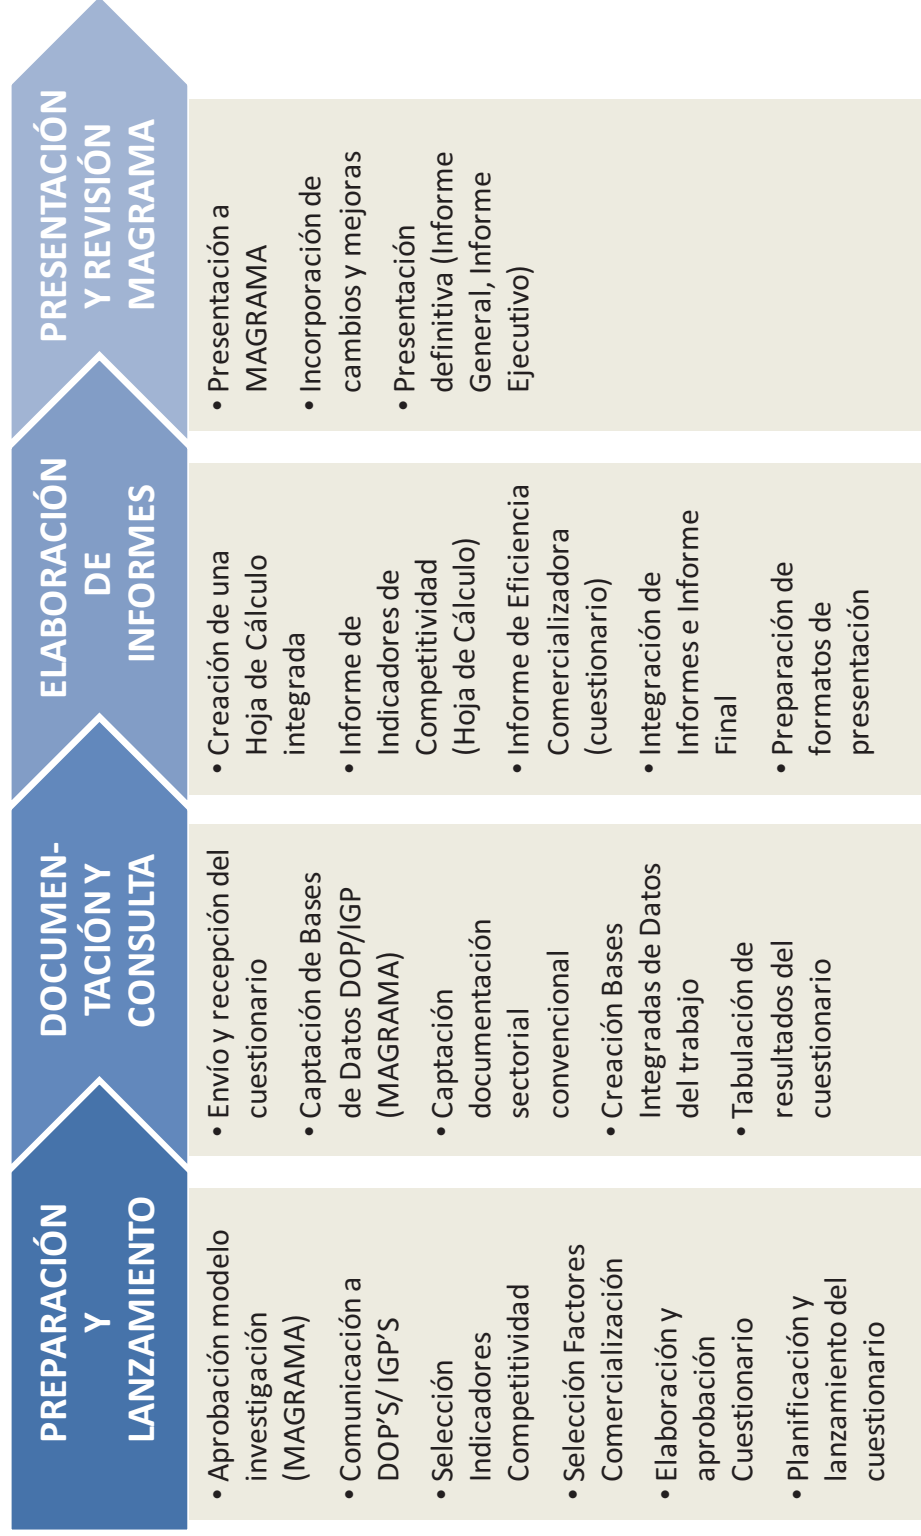 PREPARACIÓN
Y
LANZAMIENTO
• Aprobación modelo
investigación
(MAGRAMA)
• Comunicación a
DOP'S/ IGP'S
• Selección
Indicadores
Competitividad
• Selección Factores
Comercialización
• Elaboración y
aprobación
Cuestionario
• Planificación y
lanzamiento del
cuestionario
DOCUMEN-
TACIÓN Y
CONSULTA
• Envío y recepción del
cuestionario
• Captación de Bases
de Datos DOP/IGP
(MAGRAMA)
• Captación
documentación
sectorial
convencional
• Creación Bases
Integradas de Datos
del trabajo
• Tabulación de
resultados del
cuestionario
ELABORACIÓN
DE
INFORMES
• Creación de una
Hoja de Cálculo
integrada
• Informe de
Indicadores de
Competitividad
(Hoja de Cálculo)
• Informe de Eficiencia
Comercializadora
(cuestionario)
• Integración de
Informes e Informe
Final
• Preparación de
formatos de
presentación
PRESENTACIÓN
Y REVISIÓN
MAGRAMA
• Presentación a
MAGRAMA
• Incorporación de
cambios y mejoras
• Presentación
definitiva (Informe
General, Informe
Ejecutivo)